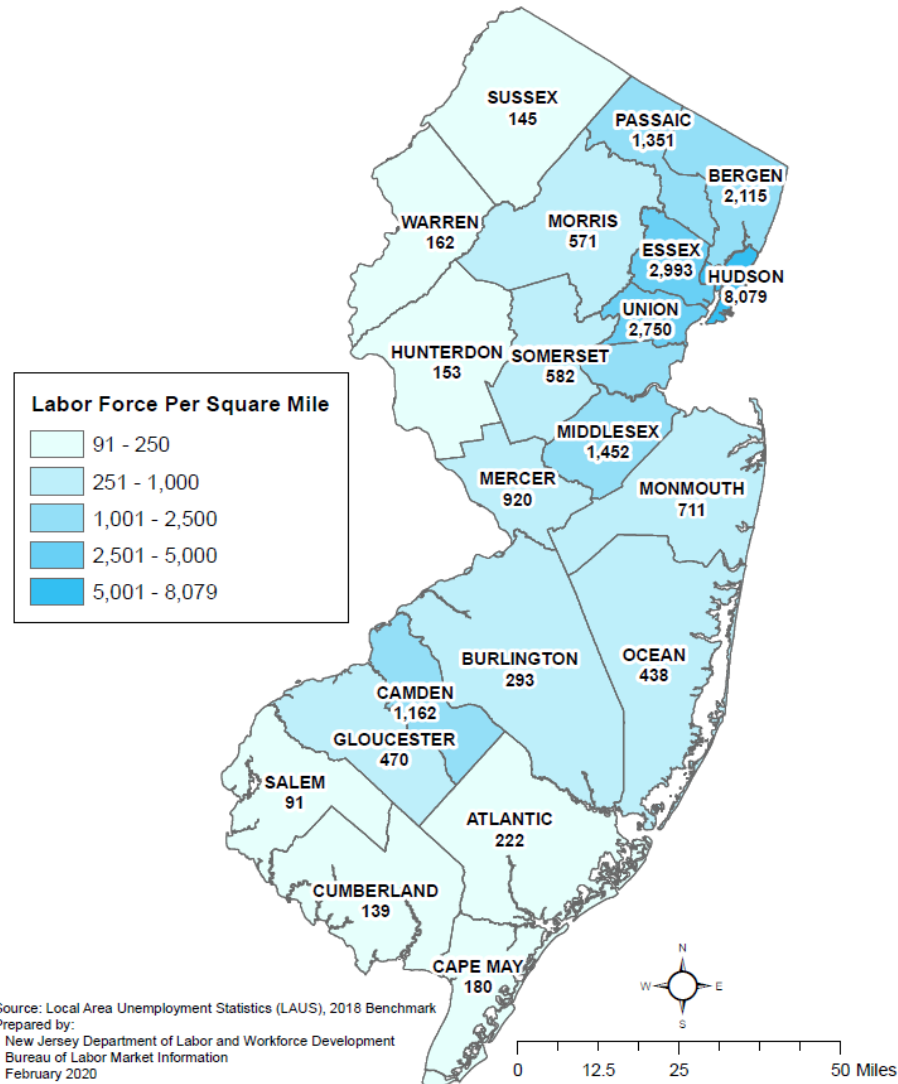 SUSSEX
145
PASSAIC
1,351
BERGEN
2,115
WARREN
162
MORRIS
571
ESSEX
2,993
HUDSON
8,079
UNION
2,750
HUNTERDON
153
SOMERSET
582
Labor Force Per Square Mile
91 - 250
251 - 1,000
1,001 - 2,500
2,501 - 5,000
5,001 - 8,079
MIDDLESEX
1,452
MERCER
920
MONMOUTH
711
BURLINGTON
293
OCEAN
438
CAMDEN
1,162
GLOUCESTER
470
SALEM
91
ATLANTIC
222
CUMBERLAND
139
CAPE MAY
180
N
W E
S
Source: Local Area Unemployment Statistics (LAUS), 2018 Benchmark
Prepared by:
New Jersey Department of Labor and Workforce Development
Bureau of Labor Market Information
February 2020
0 12.5 25 50 Miles